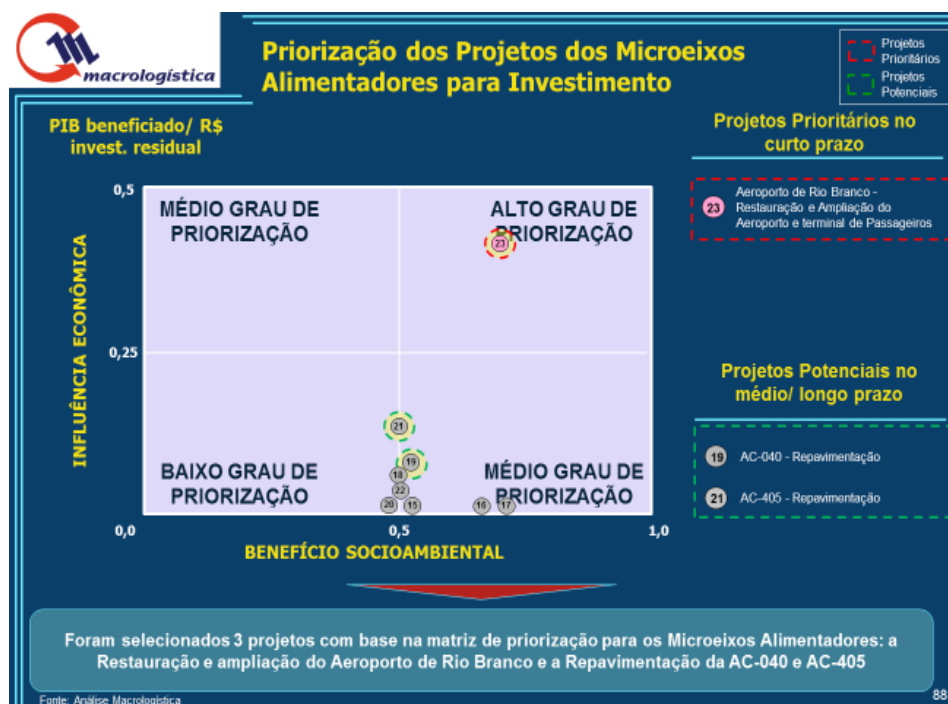 macrologística
Priorização dos Projetos dos Microeixos
Alimentadores para Investimento
Projetos
Prioritários
Projetos
Potenciais
PIB beneficiado/ R$
invest. residual
INFLUÊNCIA ECONÔMICA
0,5
0,25
0,0
MÉDIO GRAU DE
PRIORIZAÇÃO
ALTO GRAU DE
PRIORIZAÇÃO
23
21
19
18
22
20
15
16
17
BAIXO GRAU DE
PRIORIZAÇÃO
MÉDIO GRAU DE
PRIORIZAÇÃO
0,5
1,0
BENEFÍCIO SOCIOAMBIENTAL
Projetos Prioritários no
curto prazo
23
Aeroporto de Rio Branco -
Restauração e Ampliação do
Aeroporto e terminal de Passageiros
Projetos Potenciais no
médio/ longo prazo
19 AC-040 - Repavimentação
21 AC-405 - Repavimentação
Foram selecionados 3 projetos com base na matriz de priorização para os Microeixos Alimentadores: a
Restauração e ampliação do Aeroporto de Rio Branco e a Repavimentação da AC-040 e AC-405
Fonte: Análise Macrologística
88